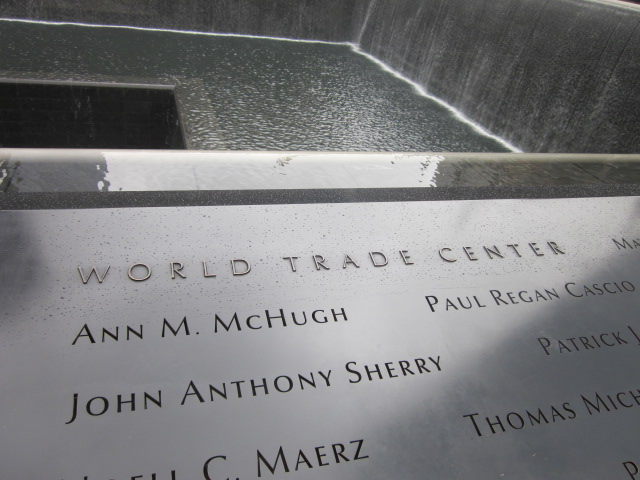 WORLD TRADE CENTER
ANN M. MCHUGH PAUL REGAN CASCIO
JOHN ANTHONY SHERRY PATRICK J
C. MAERZ THOMAS